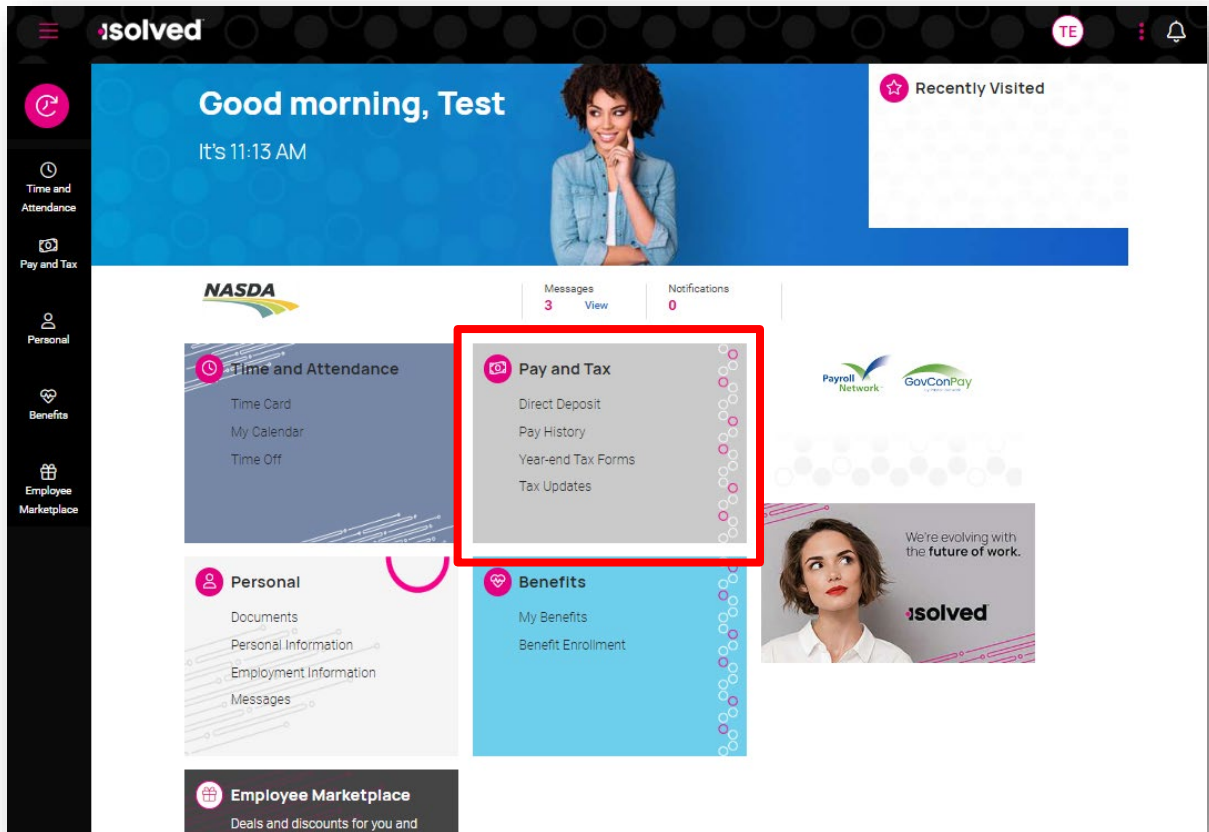 isolved
TE
Good morning, Test
It's 11:13 AM
Recently Visited
Time and
Attendance
Pay and Tax
Personal
Benefits
Employee
Marketplace
NASDA
Messages
3 View
Notifications
0
Time and Attendance
Time Card
My Calendar
Time Off
Pay and Tax
Direct Deposit
Pay History
Year-end Tax Forms
Tax Updates
Payroll
Network
GovConPay
Personal
Documents
Personal Information
Employment Information
Messages
Benefits
My Benefits
Benefit Enrollment
We're evolving with
the future of work.
isolved
Employee Marketplace
Deals and discounts for you and